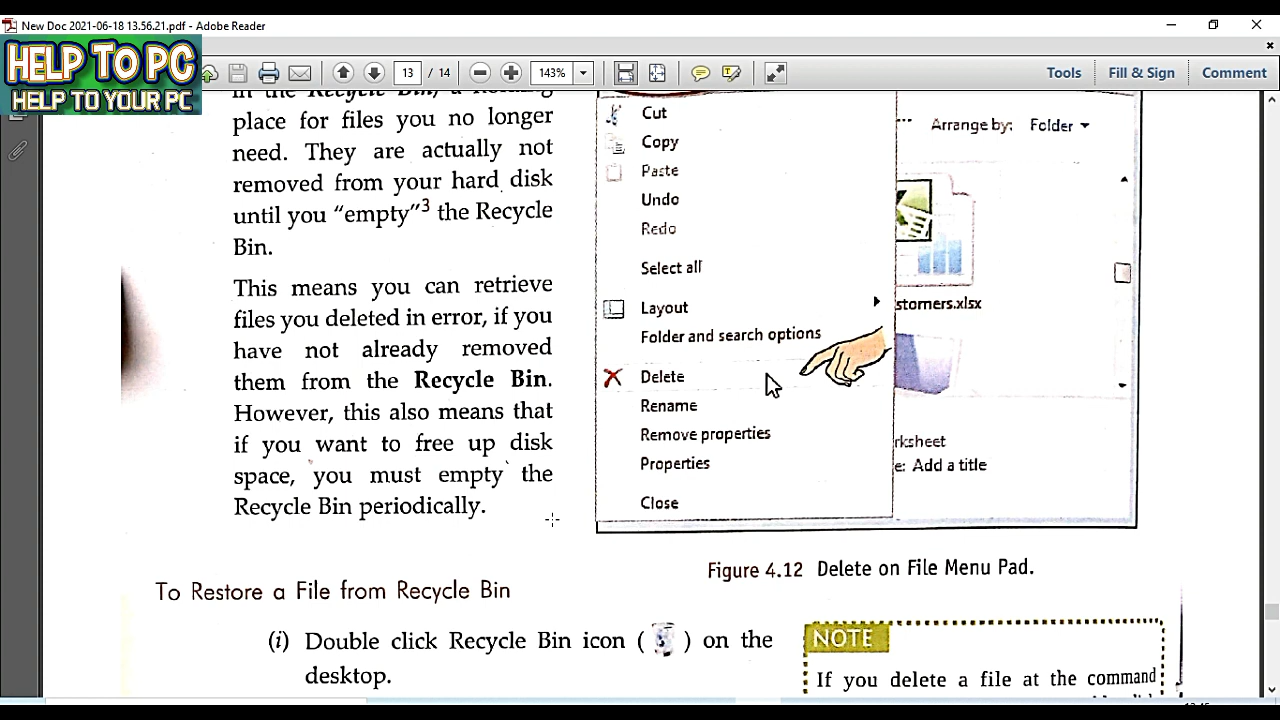 New Doc 2021-06-18 13.56.21.pdf - Adobe Reader
HELP TO PC
HELP TO YOUR PC
13 / 14
143%
Tools
Fill & Sign
Comment
in the Recycle Bin, a holding
place for files you no longer
need. They are actually not
removed from your hard disk
until you "empty"³ the Recycle
Bin.
This means you can retrieve
files you deleted in error, if you
have not already removed
them from the Recycle Bin.
However, this also means that
if you want to free up disk
space, you must empty the
Recycle Bin periodically.
Cut
Copy
Paste
Undo
Redo
Select all
Layout
Folder and search options
Delete
Rename
Remove properties
Properties
Close
Arrange by: Folder
stomers.xlsx
rksheet
e: Add a title
Figure 4.12 Delete on File Menu Pad.
To Restore a File from Recycle Bin
(i) Double click Recycle Bin icon ( ) on the
desktop.
NOTE
If you delete a file at the command